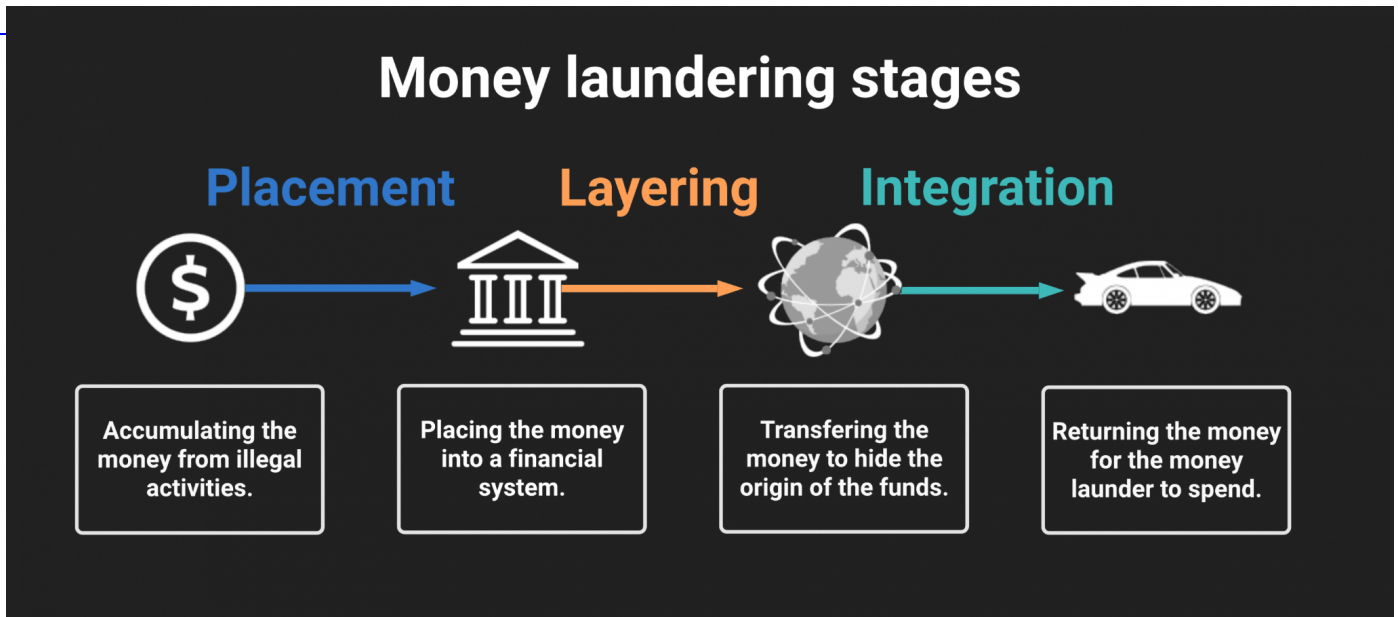 Money laundering stages
Placement
Layering
Integration
$
Accumulating the
money from illegal
activities.
Placing the money
into a financial
system.
Transfering the
money to hide the
origin of the funds.
Returning the money
for the money
launder to spend.